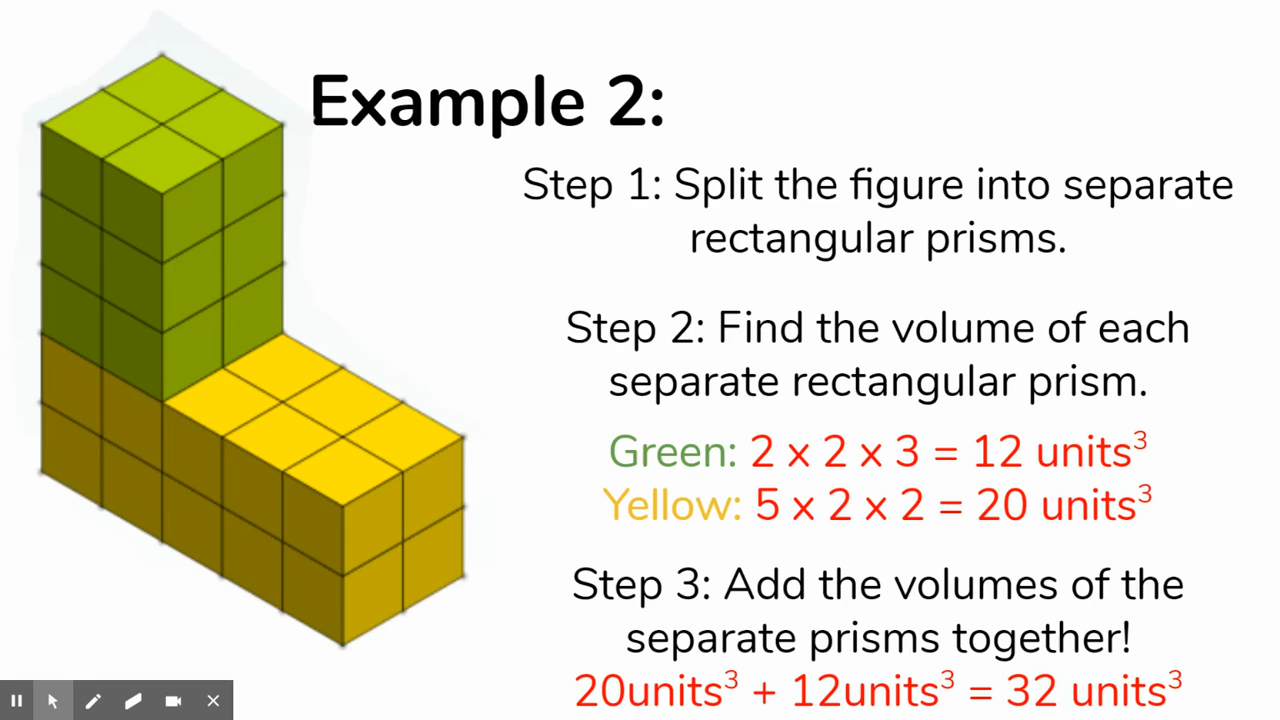 Example 2:
Step 1: Split the figure into separate
rectangular prisms.
Step 2: Find the volume of each
separate rectangular prism.
Green: 2 x 2 x 3 = 12 units³
Yellow: 5 x 2 x 2 = 20 units³
Step 3: Add the volumes of the
separate prisms together!
20units³ + 12units³ = 32 units³